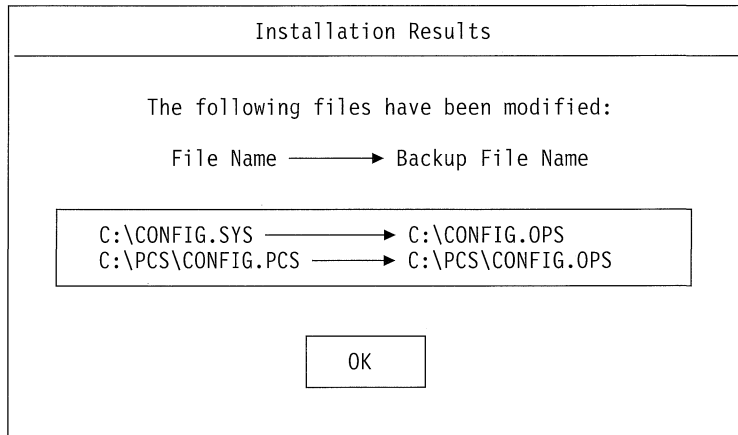 Installation Results
The following files have been modified:
File Name ⟶ Backup File Name
C:\CONFIG.SYS ⟶ C:\CONFIG.OPS
C:\PCS\CONFIG.PCS ⟶ C:\PCS\CONFIG.OPS
OK